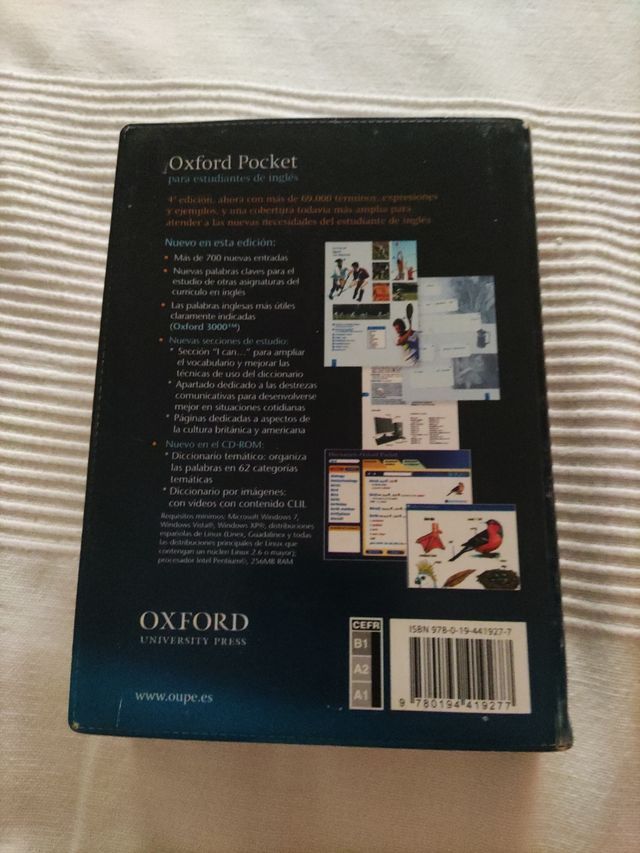 Oxford Pocket
para estudiantes de inglés
4ª edición, ahora con más de 69.000 términos, expresiones
y ejemplos, y una cobertura todavía más amplia para
atender a las nuevas necesidades del estudiante de inglés
Nuevo en esta edición:
• Más de 700 nuevas entradas
• Nuevas palabras claves para el
estudio de otras asignaturas del
currículo en inglés
• Las palabras inglesas más útiles
claramente indicadas
(Oxford 3000™)
• Nuevas secciones de estudio:
* Sección "I can..." para ampliar
el vocabulario y mejorar las
técnicas de uso del diccionario
* Apartado dedicado a las destrezas
comunicativas para desenvolverse
mejor en situaciones cotidianas
* Páginas dedicadas a aspectos de
la cultura británica y americana
• Nuevo en el CD-ROM:
* Diccionario temático: organiza
las palabras en 62 categorías
temáticas
* Diccionario por imágenes:
con vídeos con contenido CLIL
Requisitos mínimos: Microsoft Windows 7,
Windows Vista®, Windows XP®, distribuciones
españolas de Linux (Linex, Guadalinex y todas
las distribuciones principales de Linux que
contengan un núcleo Linux 2.6 o mayor);
procesador Intel Pentium®, 256MB RAM
OXFORD
UNIVERSITY PRESS
www.oupe.es
CEFR
B1
A2
A1
ISBN 978-0-19-441927-7
9 780194 419277